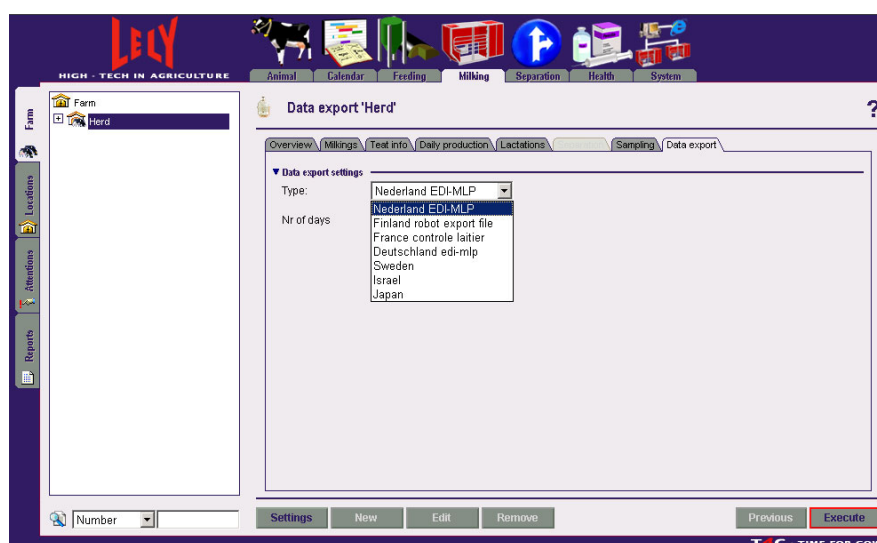 LELY
HIGH - TECH IN AGRICULTURE
Animal Calendar Feeding Milking Separation Health System
Farm
Locations
Attentions
Reports
Farm
Herd
Data export 'Herd'
?
Overview Milkings Teat info Daily production Lactations Sampling Data export
Data export settings
Type: Nederland EDI-MLP
Nederland EDI-MLP
Nr of days
Finland robot export file
France controle laitier
Deutschland edi-mlp
Sweden
Israel
Japan
Number
Settings New Edit Remove Previous Execute